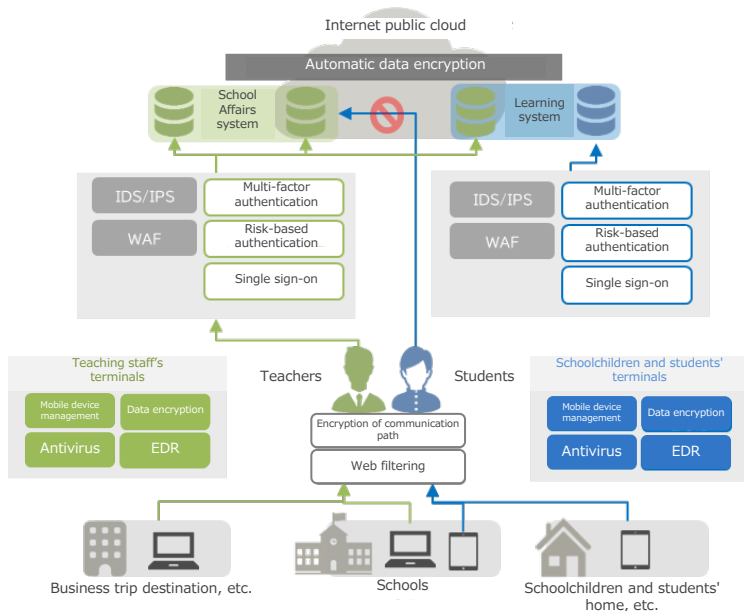 Internet public cloud
Automatic data encryption
School
Affairs
system
Learning
system
IDS/IPS
Multi-factor
authentication
WAF
Risk-based
authentication
Single sign-on
IDS/IPS
Multi-factor
authentication
WAF
Risk-based
authentication
Single sign-on
Teaching staff's
terminals
Mobile device
management
Data encryption
Antivirus
EDR
Teachers
Students
Encryption of communication
path
Web filtering
Schoolchildren and students'
terminals
Mobile device
management
Data encryption
Antivirus
EDR
Business trip destination, etc.
Schools
Schoolchildren and students'
home, etc.